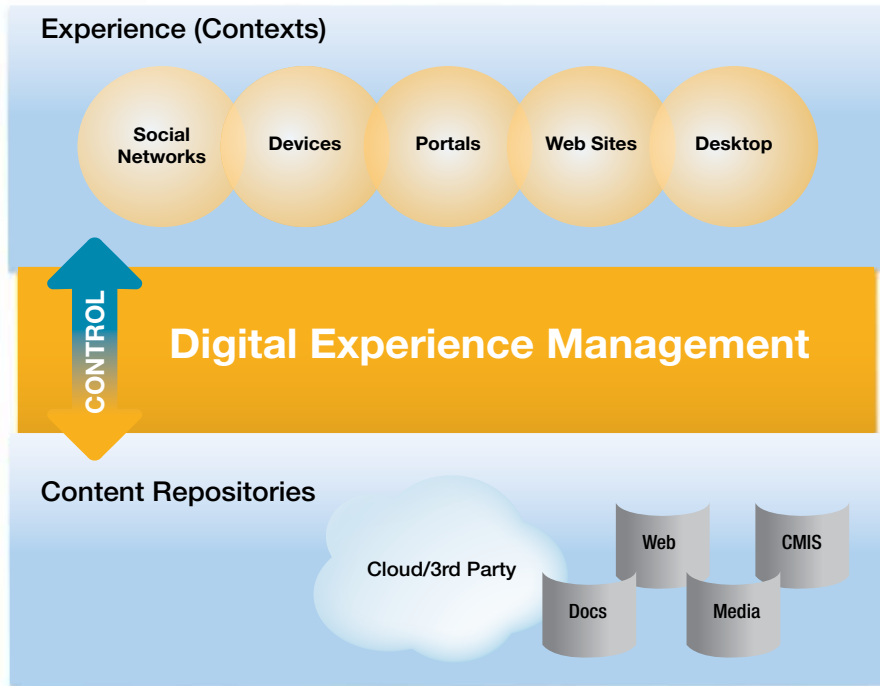 Experience (Contexts)
Social
Networks
Devices
Portals
Web Sites
Desktop
CONTROL
Digital Experience Management
Content Repositories
Cloud/3rd Party
Web
CMIS
Docs
Media